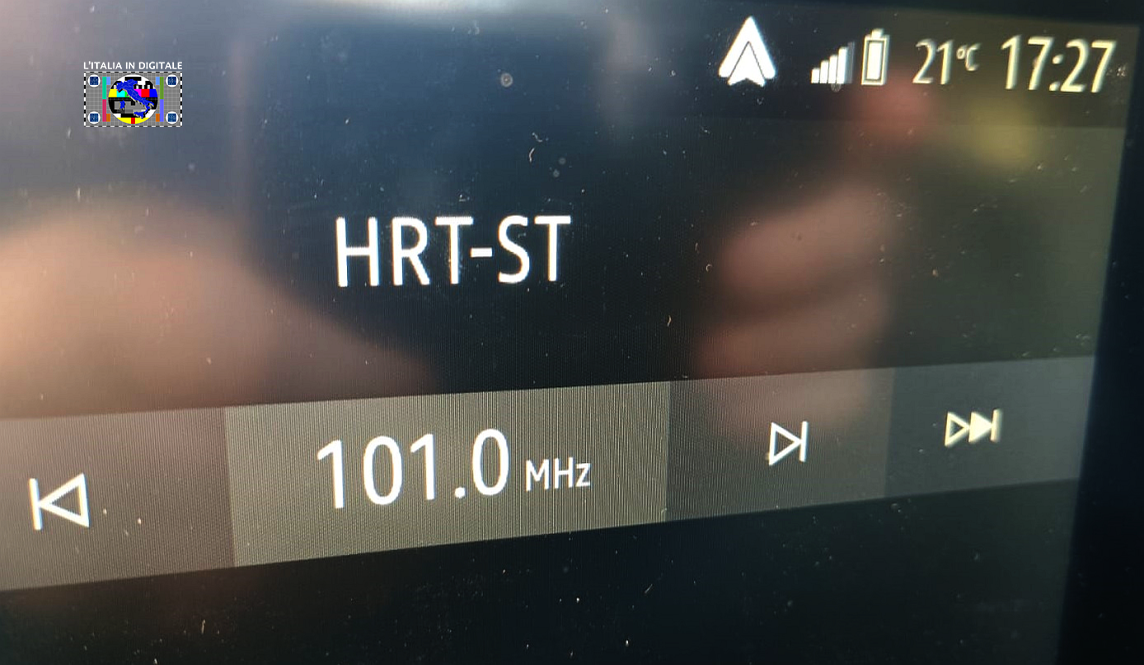 L'ITALIA IN DIGITALE
21°C 17:27
HRT-ST
101.0 MHz